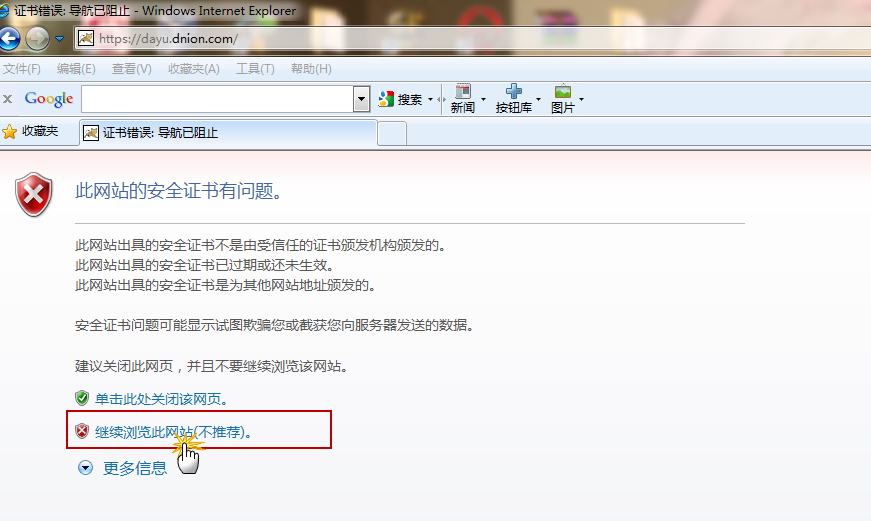 证书错误: 导航已阻止 - Windows Internet Explorer
https://dayu.dnion.com/
文件(F) 编辑(E) 查看(V) 收藏夹(A) 工具(T) 帮助(H)
x Google 搜索 新闻 按钮库 图片
收藏夹 证书错误: 导航已阻止
此网站的安全证书有问题。
此网站出具的安全证书不是由受信任的证书颁发机构颁发的。
此网站出具的安全证书已过期或还未生效。
此网站出具的安全证书是为其他网站地址颁发的。
安全证书问题可能显示试图欺骗您或截获您向服务器发送的数据。
建议关闭此网页，并且不要继续浏览该网站。
单击此处关闭该网页。
继续浏览此网站(不推荐)。
更多信息